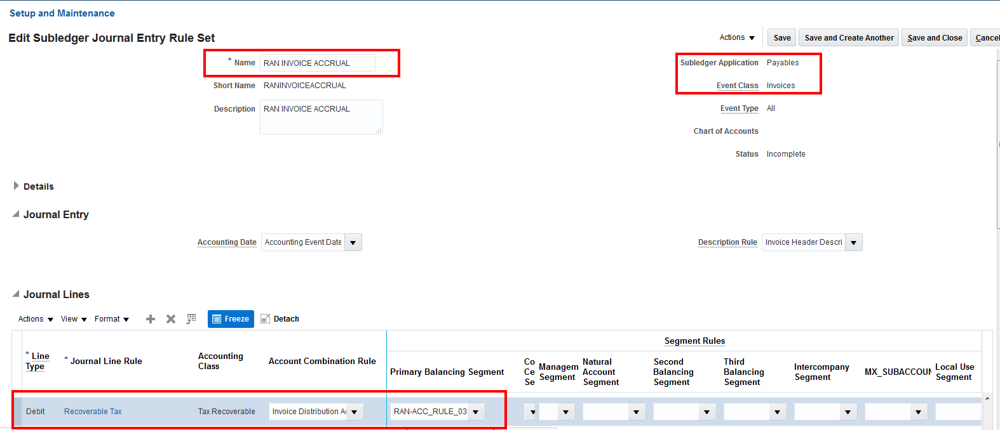 Setup and Maintenance
Edit Subledger Journal Entry Rule Set
Actions Save Save and Create Another Save and Close Cancel
* Name RAN INVOICE ACCRUAL
Subledger Application Payables
Short Name RANINVOICEACCRUAL
Event Class Invoices
Description RAN INVOICE ACCRUAL
Event Type All
Chart of Accounts
Status Incomplete
Details
Journal Entry
Accounting Date Accounting Event Date
Description Rule Invoice Header Descri
Journal Lines
Actions View Format Freeze Detach
Segment Rules
* Line Type
* Journal Line Rule
Accounting Class
Account Combination Rule
Primary Balancing Segment
Co Ce Se
Managem Segment
Natural Account Segment
Second Balancing Segment
Third Balancing Segment
Intercompany Segment
MX_SUBACCOUN
Local Use Segment
Debit Recoverable Tax Tax Recoverable Invoice Distribution A RAN-ACC_RULE_03